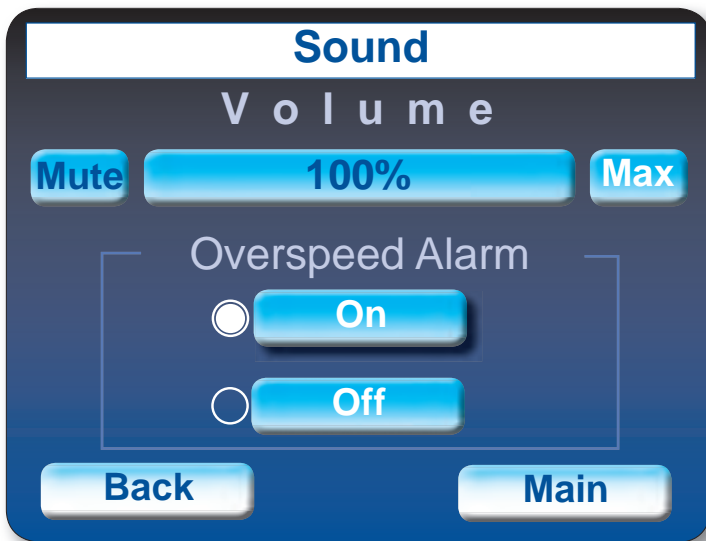 Sound
Volume
Mute 100% Max
Overspeed Alarm
On
Off
Back Main